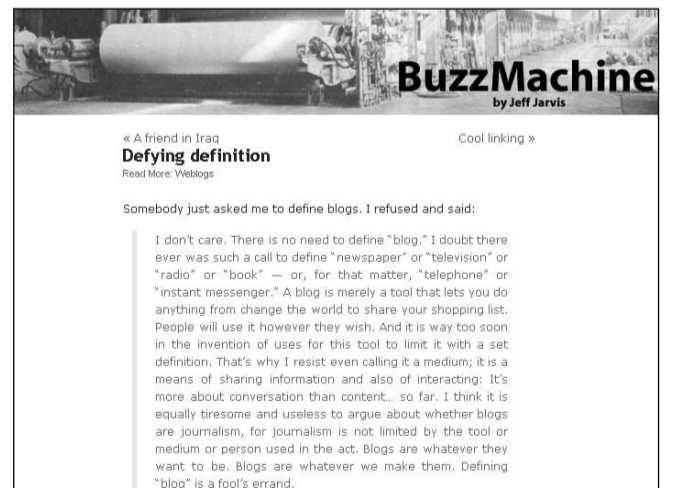 BuzzMachine
by Jeff Jarvis
« A friend in Iraq
Cool linking »
Defying definition
Read More: Weblogs
Somebody just asked me to define blogs. I refused and said:
I don't care. There is no need to define “blog.” I doubt there
ever was such a call to define “newspaper” or “television” or
“radio” or “book” — or, for that matter, “telephone” or
“instant messenger.” A blog is merely a tool that lets you do
anything from change the world to share your shopping list.
People will use it however they wish. And it is way too soon
in the invention of uses for this tool to limit it with a set
definition. That's why I resist even calling it a medium; it is a
means of sharing information and also of interacting: It's
more about conversation than content... so far. I think it is
equally tiresome and useless to argue about whether blogs
are journalism, for journalism is not limited by the tool or
medium or person used in the act. Blogs are whatever they
want to be. Blogs are whatever we make them. Defining
“blog” is a fool's errand.